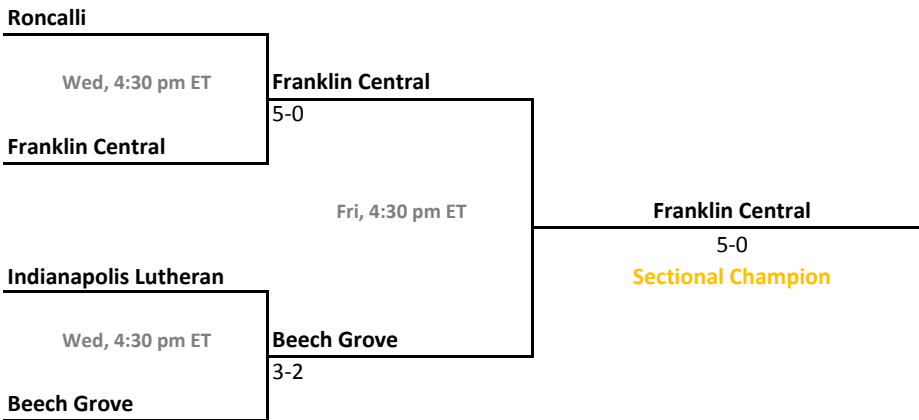 Roncalli
Wed, 4:30 pm ET
Franklin Central
5-0
Franklin Central
Fri, 4:30 pm ET
Franklin Central
5-0
Sectional Champion
Indianapolis Lutheran
Wed, 4:30 pm ET
Beech Grove
3-2
Beech Grove